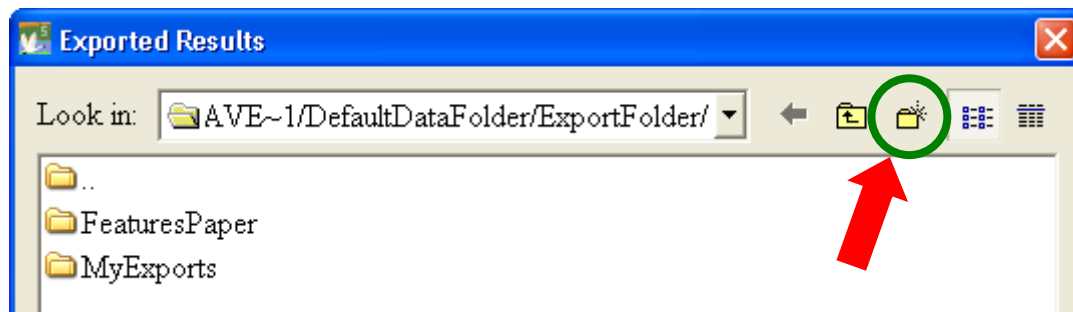 Exported Results
Look in: AVE~1/DefaultDataFolder/ExportFolder/
..
FeaturesPaper
MyExports